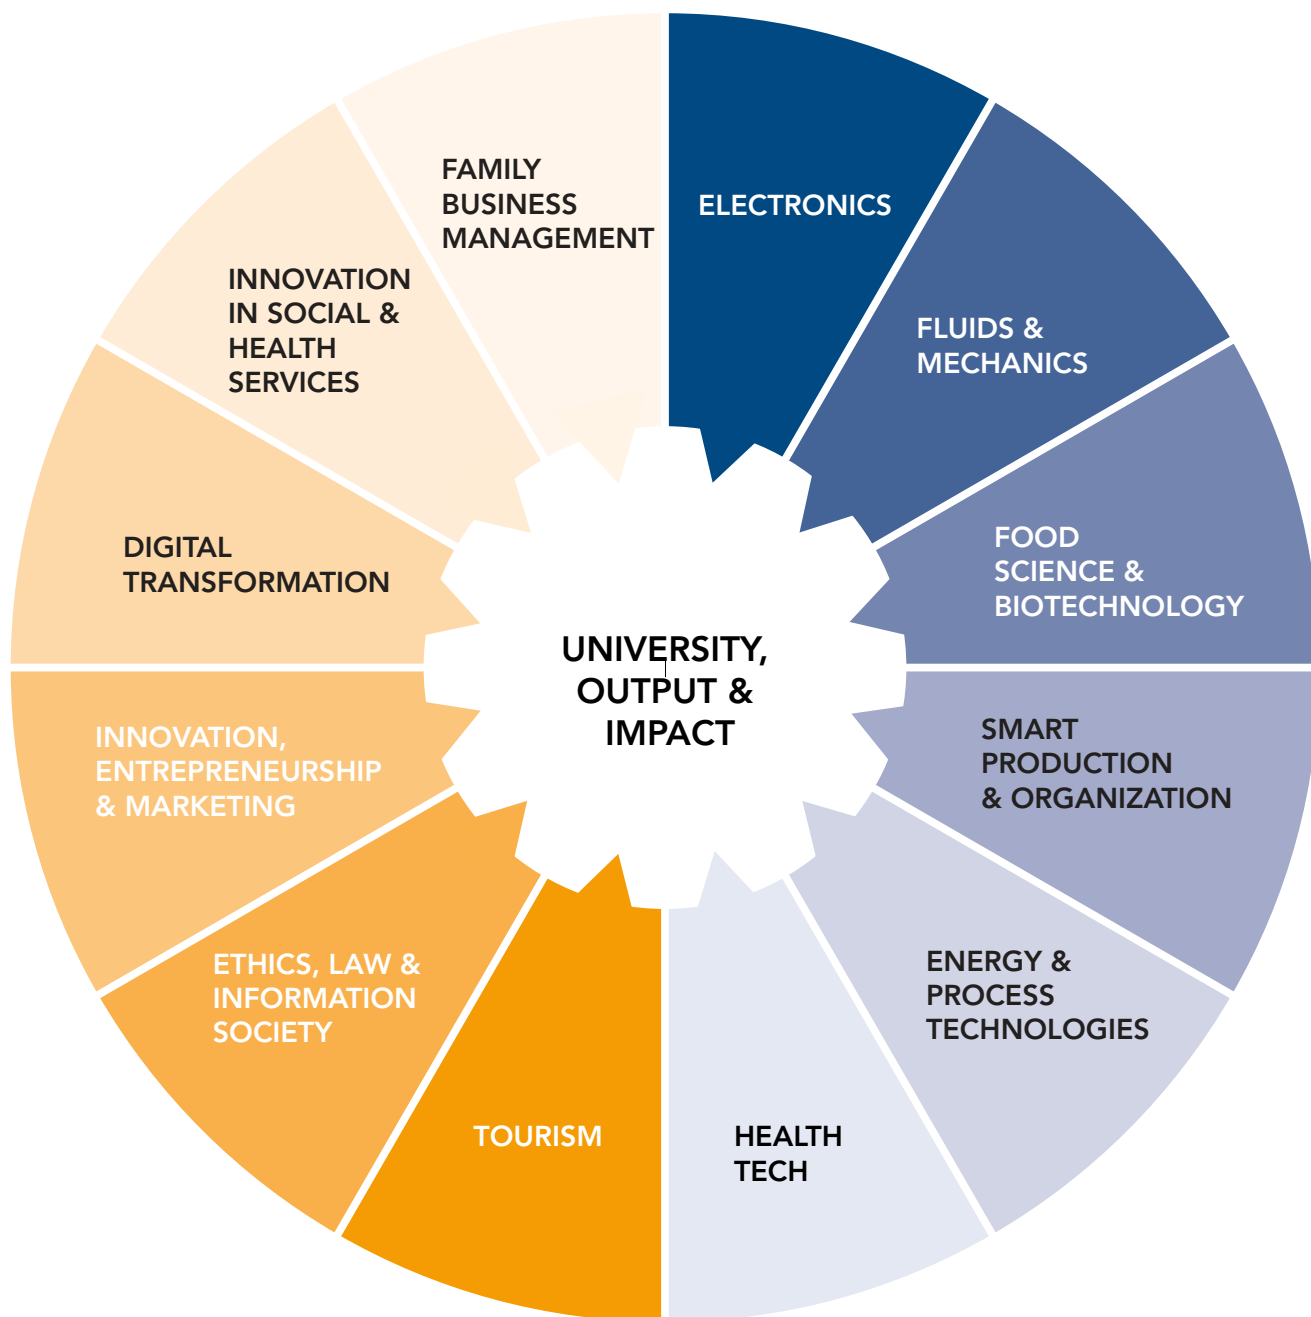 FAMILY
BUSINESS
MANAGEMENT
ELECTRONICS
FLUIDS &
MECHANICS
FOOD
SCIENCE &
BIOTECHNOLOGY
SMART
PRODUCTION
& ORGANIZATION
ENERGY &
PROCESS
TECHNOLOGIES
HEALTH
TECH
TOURISM
ETHICS, LAW &
INFORMATION
SOCIETY
INNOVATION,
ENTREPRENEURSHIP
& MARKETING
DIGITAL
TRANSFORMATION
INNOVATION
IN SOCIAL &
HEALTH
SERVICES
UNIVERSITY,
OUTPUT &
IMPACT